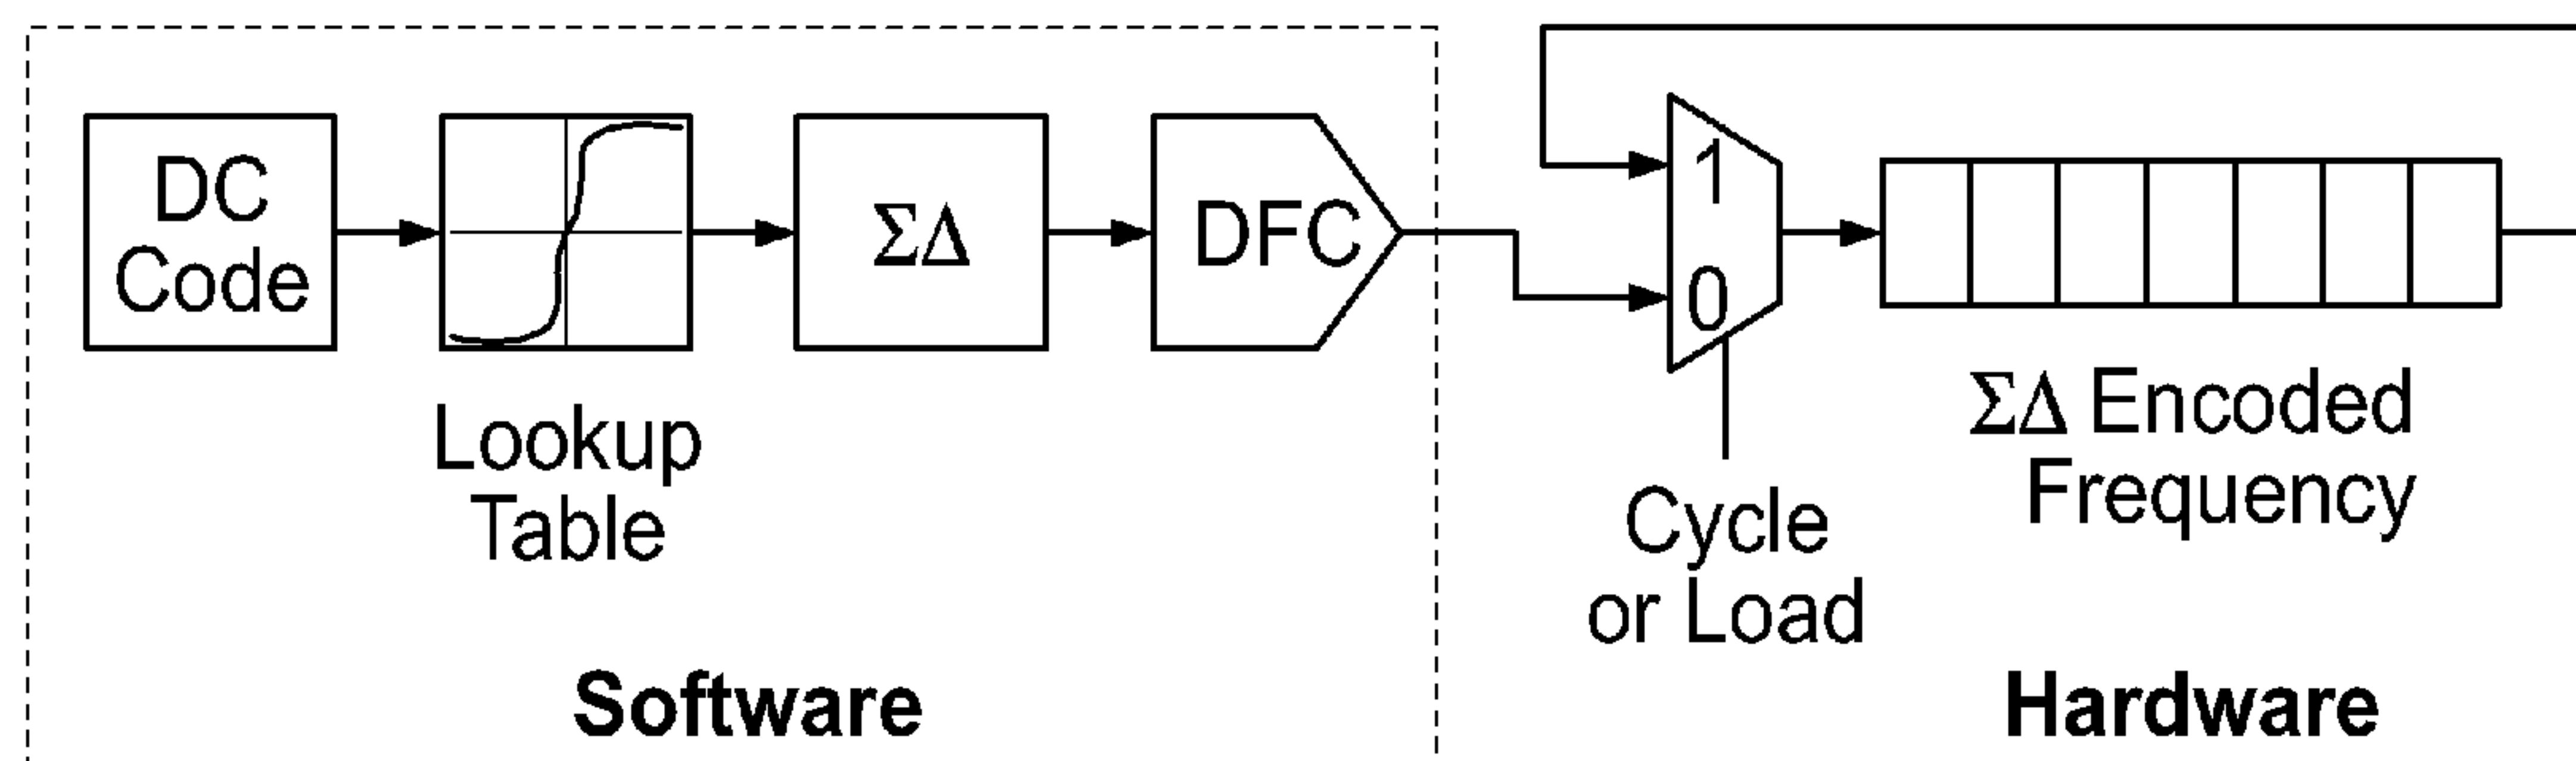 DC
Code
Lookup
Table
ΣΔ
DFC
1
0
Cycle
or Load
ΣΔ Encoded
Frequency
Software
Hardware